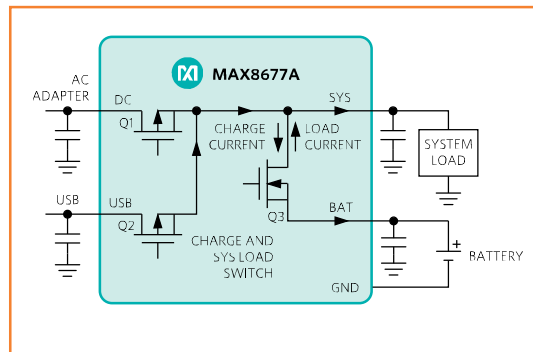 MAX8677A
AC
ADAPTER
DC
SYS
Q1
CHARGE
CURRENT
LOAD
CURRENT
SYSTEM
LOAD
USB
USB
Q2
Q3
BAT
CHARGE AND
SYS LOAD
SWITCH
+
BATTERY
GND